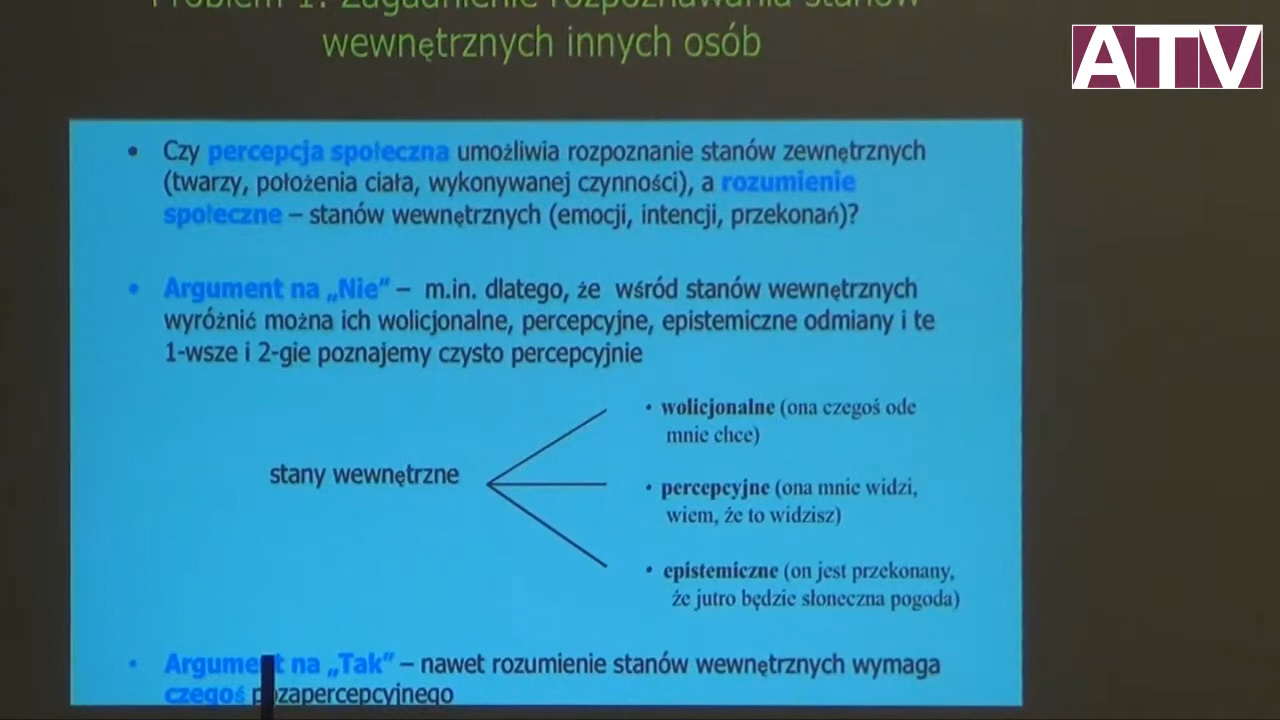 Problem 1: Zagadnienie rozpoznawania stanów
wewnętrznych innych osób
ATV
• Czy percepcja społeczna umożliwia rozpoznanie stanów zewnętrznych
(twarzy, położenia ciała, wykonywanej czynności), a rozumienie
społeczne – stanów wewnętrznych (emocji, intencji, przekonań)?
• Argument na „Nie” – m.in. dlatego, że wśród stanów wewnętrznych
wyróżnić można ich wolicjonalne, percepcyjne, epistemiczne odmiany i te
1-wsze i 2-gie poznajemy czysto percepcyjnie
• wolicjonalne (ona czegoś ode
mnie chce)
stany wewnętrzne
• percepcyjne (ona mnie widzi,
wiem, że to widzisz)
• epistemiczne (on jest przekonany,
że jutro będzie słoneczna pogoda)
• Argument na „Tak” – nawet rozumienie stanów wewnętrznych wymaga
czegoś pozapercepcyjnego